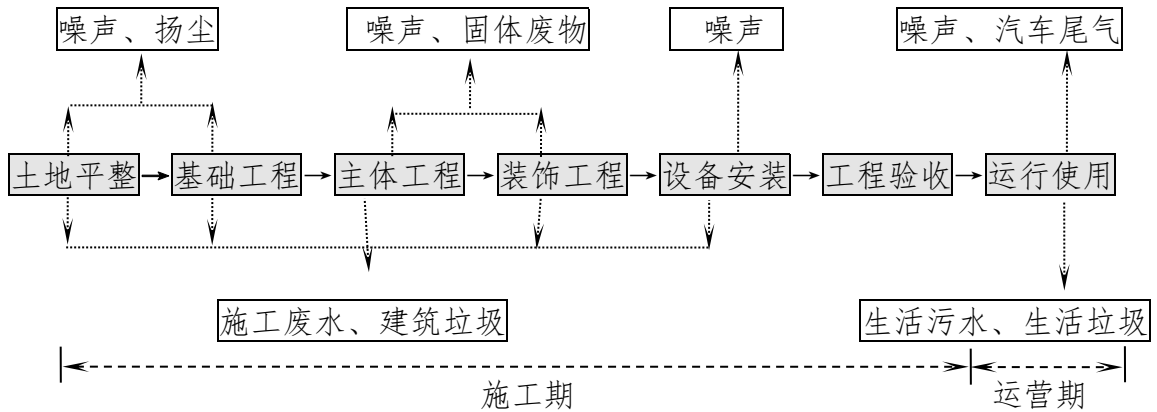 噪声、扬尘
噪声、固体废物
噪声
噪声、汽车尾气
土地平整
基础工程
主体工程
装饰工程
设备安装
工程验收
运行使用
施工废水、建筑垃圾
生活污水、生活垃圾
施工期
运营期